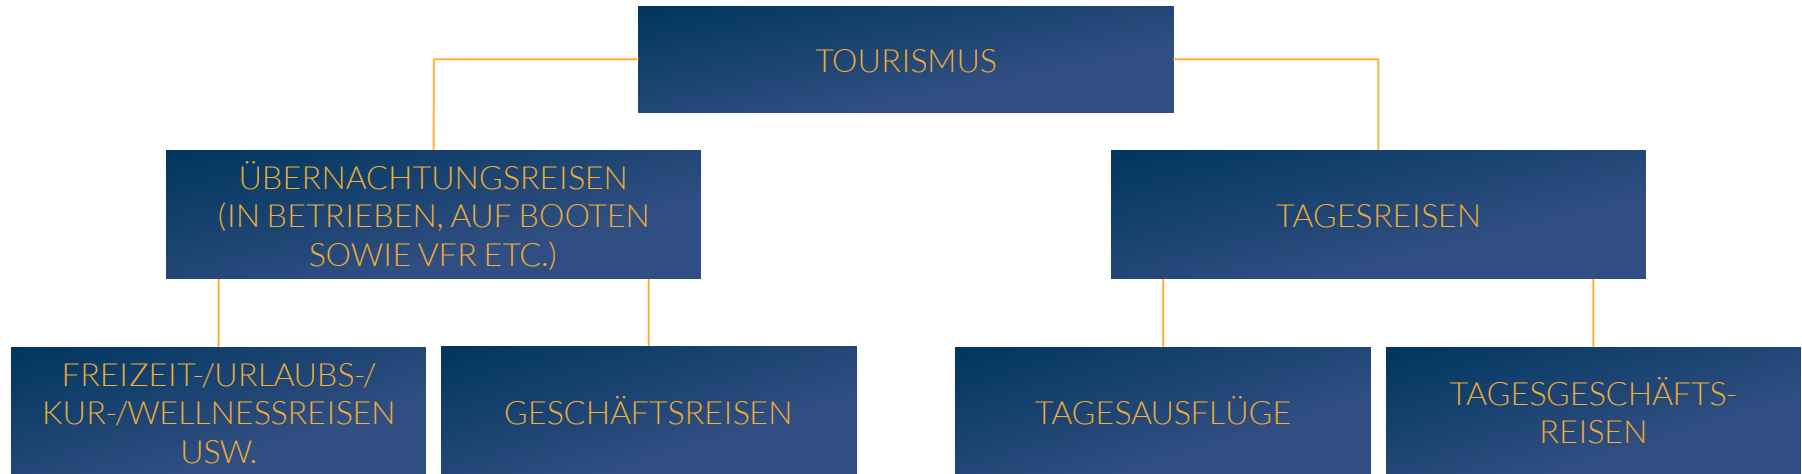 TOURISMUS
ÜBERNACHTUNGSREISEN
(IN BETRIEBEN, AUF BOOTEN
SOWIE VFR ETC.)
TAGESREISEN
FREIZEIT-/URLAUBS-/
KUR-/WELLNESSREISEN
USW.
GESCHÄFTSREISEN
TAGESAUSFLÜGE
TAGESGESCHÄFTS-
REISEN